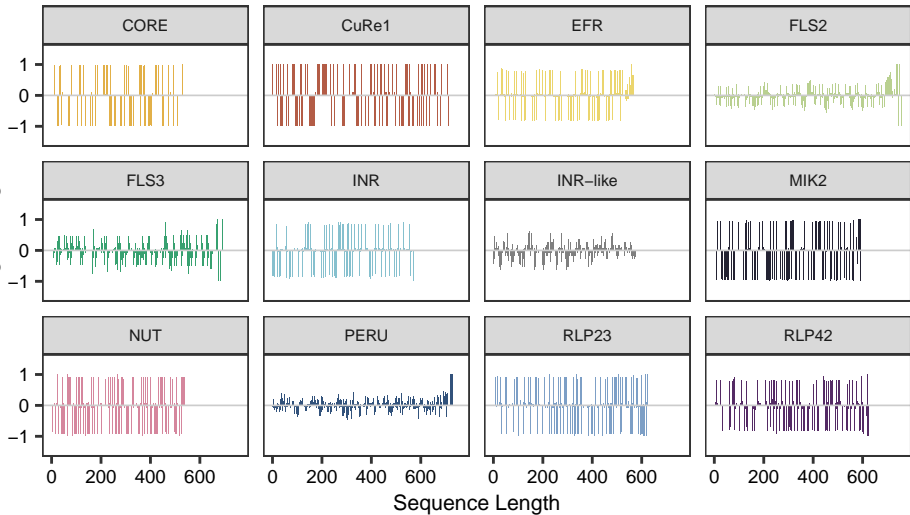 CORE CuRe1 EFR FLS2
1
0
−1
FLS3 INR INR−like MIK2
1
0
−1
NUT PERU RLP23 RLP42
1
0
−1
0 200 400 600 0 200 400 600 0 200 400 600 0 200 400 600
Sequence Length